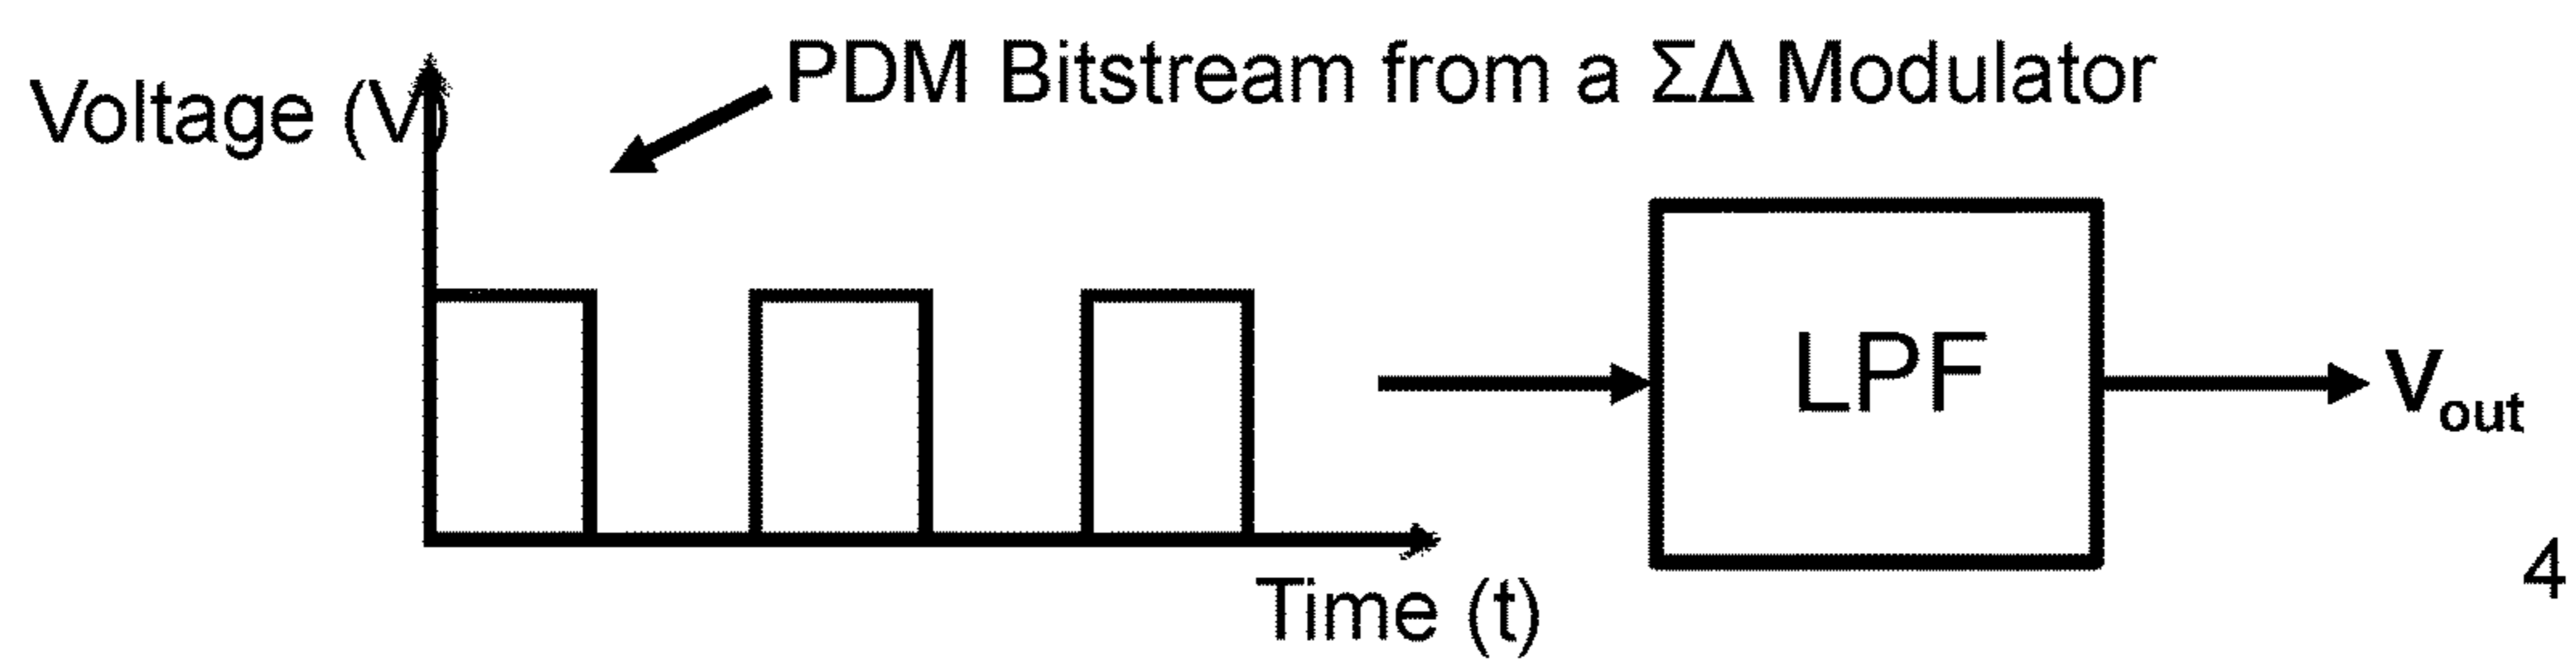 PDM Bitstream from a ΣΔ Modulator
Voltage (V)
LPF
Vout
Time (t)
4